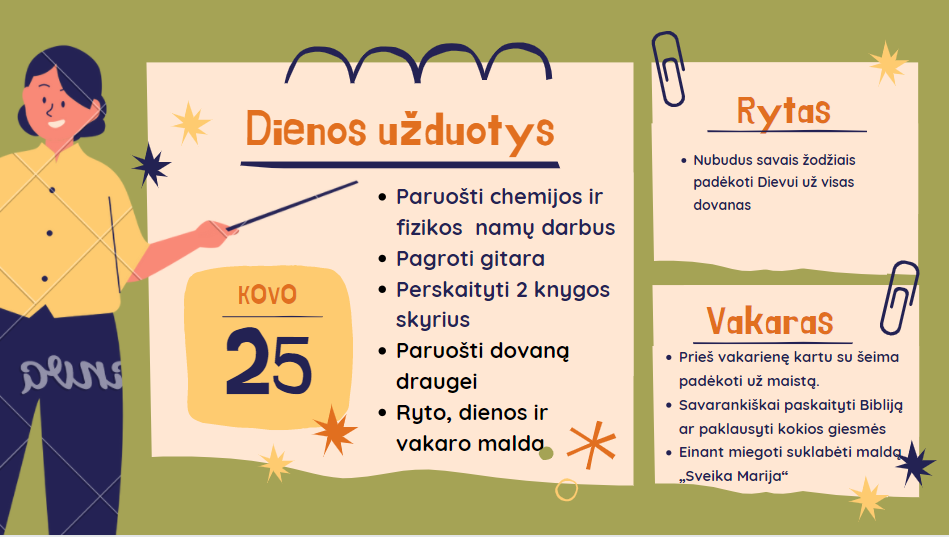 Dienos užduotys
• Paruošti chemijos ir
fizikos namų darbus
• Pagroti gitara
• Perskaityti 2 knygos
skyrius
• Paruošti dovaną
draugei
• Ryto, dienos ir
vakaro malda
KOVO
25
Rytas
• Nubudus savais žodžiais
padėkoti Dievui už visas
dovanas
Vakaras
• Prieš vakarienę kartu su šeima
padėkoti už maistą.
• Savarankiškai paskaityti Bibliją
ar paklausyti kokios giesmės
• Einant miegoti suklabėti maldą
„Sveika Marija“